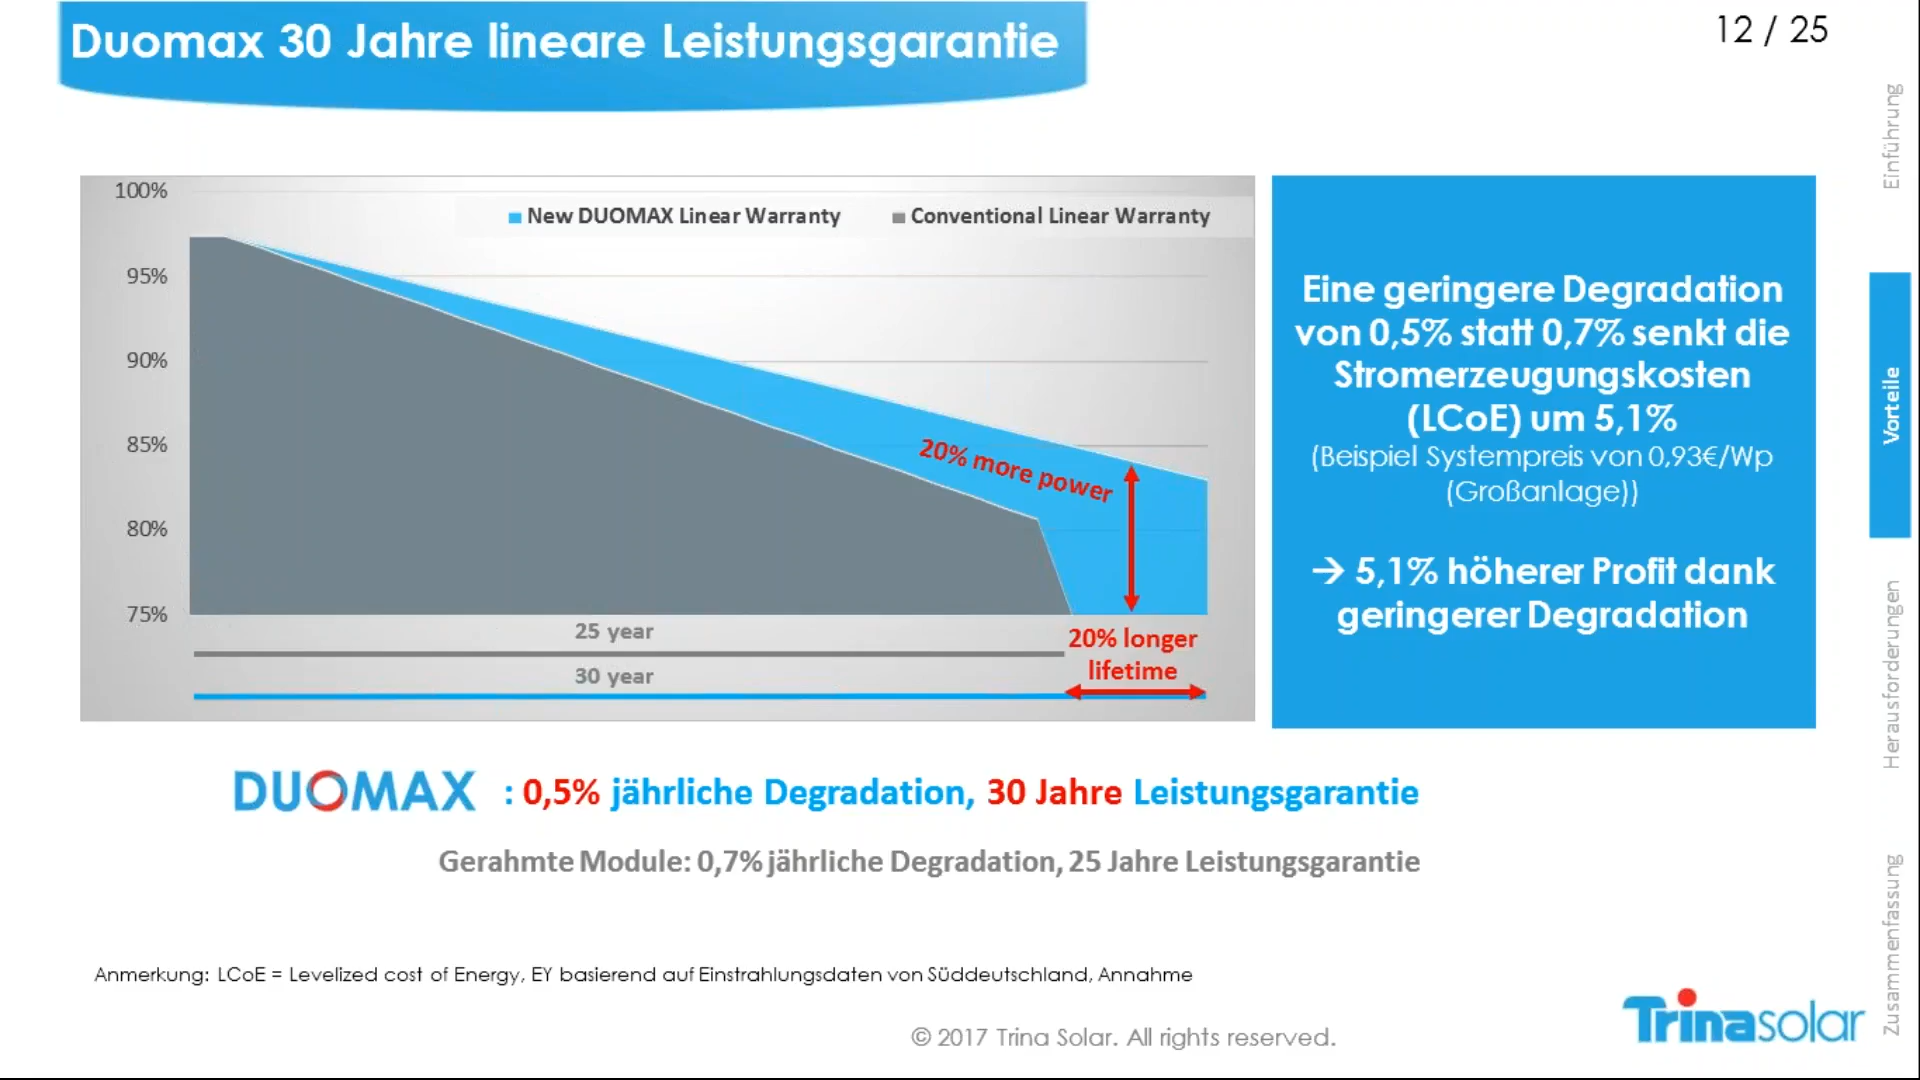 Duomax 30 Jahre lineare Leistungsgarantie
12 / 25
Einführung
Vorteile
Herausforderungen
Zusammenfassung
100%
95%
90%
85%
80%
75%
New DUOMAX Linear Warranty
Conventional Linear Warranty
20% more power
25 year
30 year
20% longer
lifetime
Eine geringere Degradation
von 0,5% statt 0,7% senkt die
Stromerzeugungskosten
(LCoE) um 5,1%
(Beispiel Systempreis von 0,93€/Wp
(Großanlage))
→ 5,1% höherer Profit dank
geringerer Degradation
DUOMAX : 0,5% jährliche Degradation, 30 Jahre Leistungsgarantie
Gerahmte Module: 0,7% jährliche Degradation, 25 Jahre Leistungsgarantie
Anmerkung: LCoE = Levelized cost of Energy, EY basierend auf Einstrahlungsdaten von Süddeutschland, Annahme
© 2017 Trina Solar. All rights reserved.
Trinasolar